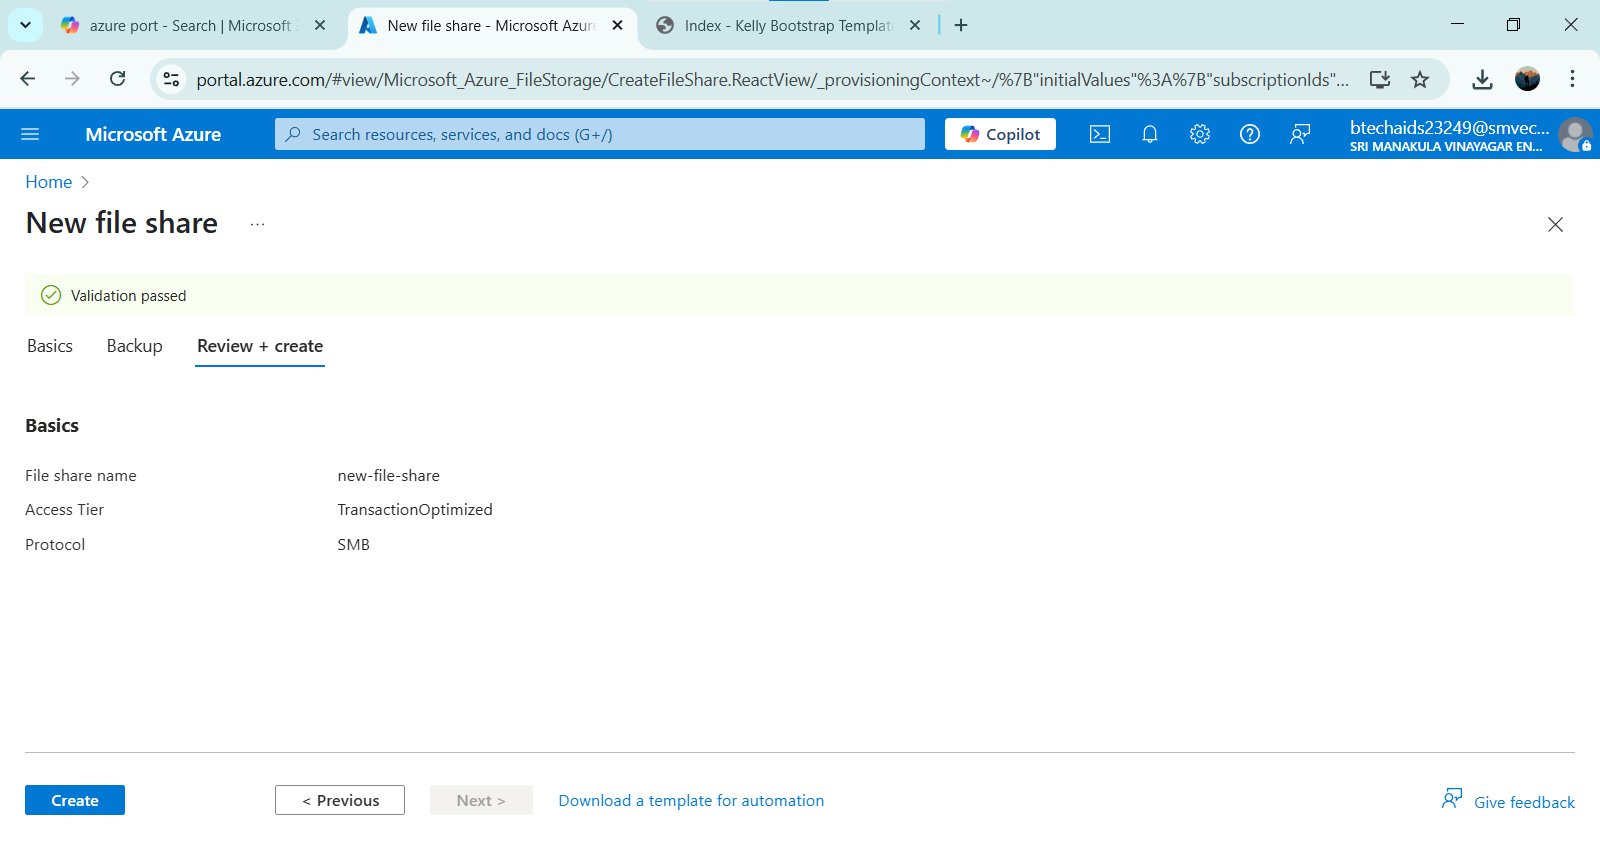 azure port - Search | Microsoft
New file share - Microsoft Azure
Index - Kelly Bootstrap Template
portal.azure.com/#view/Microsoft_Azure_FileStorage/CreateFileShare.ReactView/_provisioningContext~/%7B"initialValues"%3A%7B"subscriptionIds"...
Microsoft Azure
Search resources, services, and docs (G+/)
Copilot
btechaids23249@smvec...
SRI MANAKULA VINAYAGAR EN...
Home
New file share
...
Validation passed
Basics
Backup
Review + create
Basics
File share name new-file-share
Access Tier TransactionOptimized
Protocol SMB
Create
< Previous
Next >
Download a template for automation
Give feedback